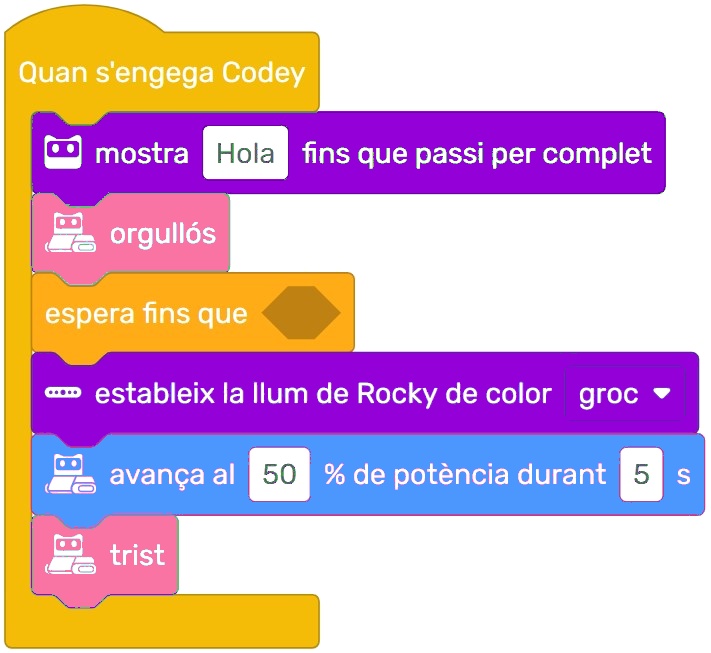 Quan s'engega Codey
mostra Hola fins que passi per complet
orgullós
espera fins que
estableix la llum de Rocky de color groc
avança al 50 % de potència durant 5 s
trist